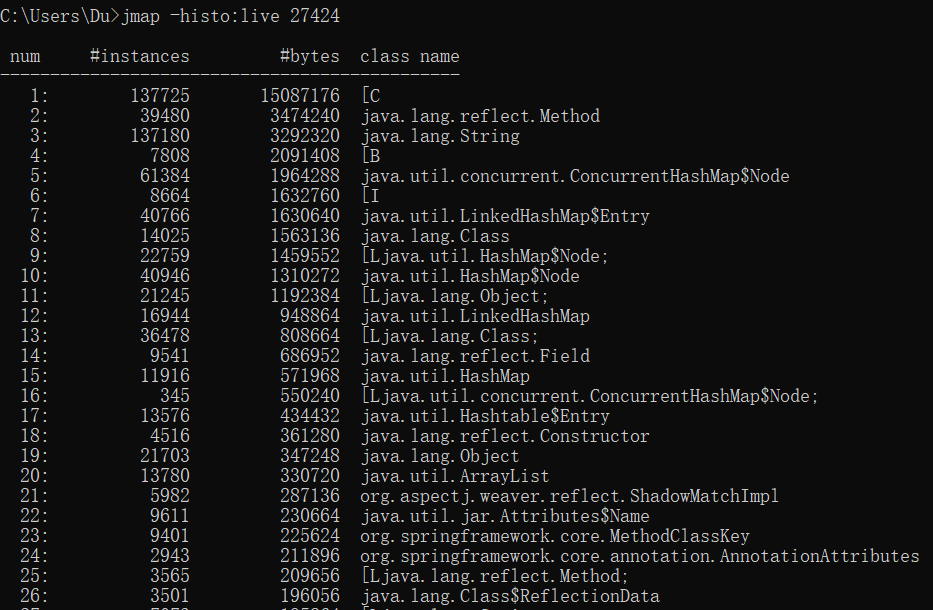 C:\Users\Du>jmap -histo:live 27424
num #instances #bytes class name
----------------------------------------------
1: 137725 15087176 [C
2: 39480 3474240 java.lang.reflect.Method
3: 137180 3292320 java.lang.String
4: 7808 2091408 [B
5: 61384 1964288 java.util.concurrent.ConcurrentHashMap$Node
6: 8664 1632760 [I
7: 40766 1630640 java.util.LinkedHashMap$Entry
8: 14025 1563136 java.lang.Class
9: 22759 1459552 [Ljava.util.HashMap$Node;
10: 40946 1310272 java.util.HashMap$Node
11: 21245 1192384 [Ljava.lang.Object;
12: 16944 948864 java.util.LinkedHashMap
13: 36478 808664 [Ljava.lang.Class;
14: 9541 686952 java.lang.reflect.Field
15: 11916 571968 java.util.HashMap
16: 345 550240 [Ljava.util.concurrent.ConcurrentHashMap$Node;
17: 13576 434432 java.util.Hashtable$Entry
18: 4516 361280 java.lang.reflect.Constructor
19: 21703 347248 java.lang.Object
20: 13780 330720 java.util.ArrayList
21: 5982 287136 org.aspectj.weaver.reflect.ShadowMatchImpl
22: 9611 230664 java.util.jar.Attributes$Name
23: 9401 225624 org.springframework.core.MethodClassKey
24: 2943 211896 org.springframework.core.annotation.AnnotationAttributes
25: 3565 209656 [Ljava.lang.reflect.Method;
26: 3501 196056 java.lang.Class$ReflectionData